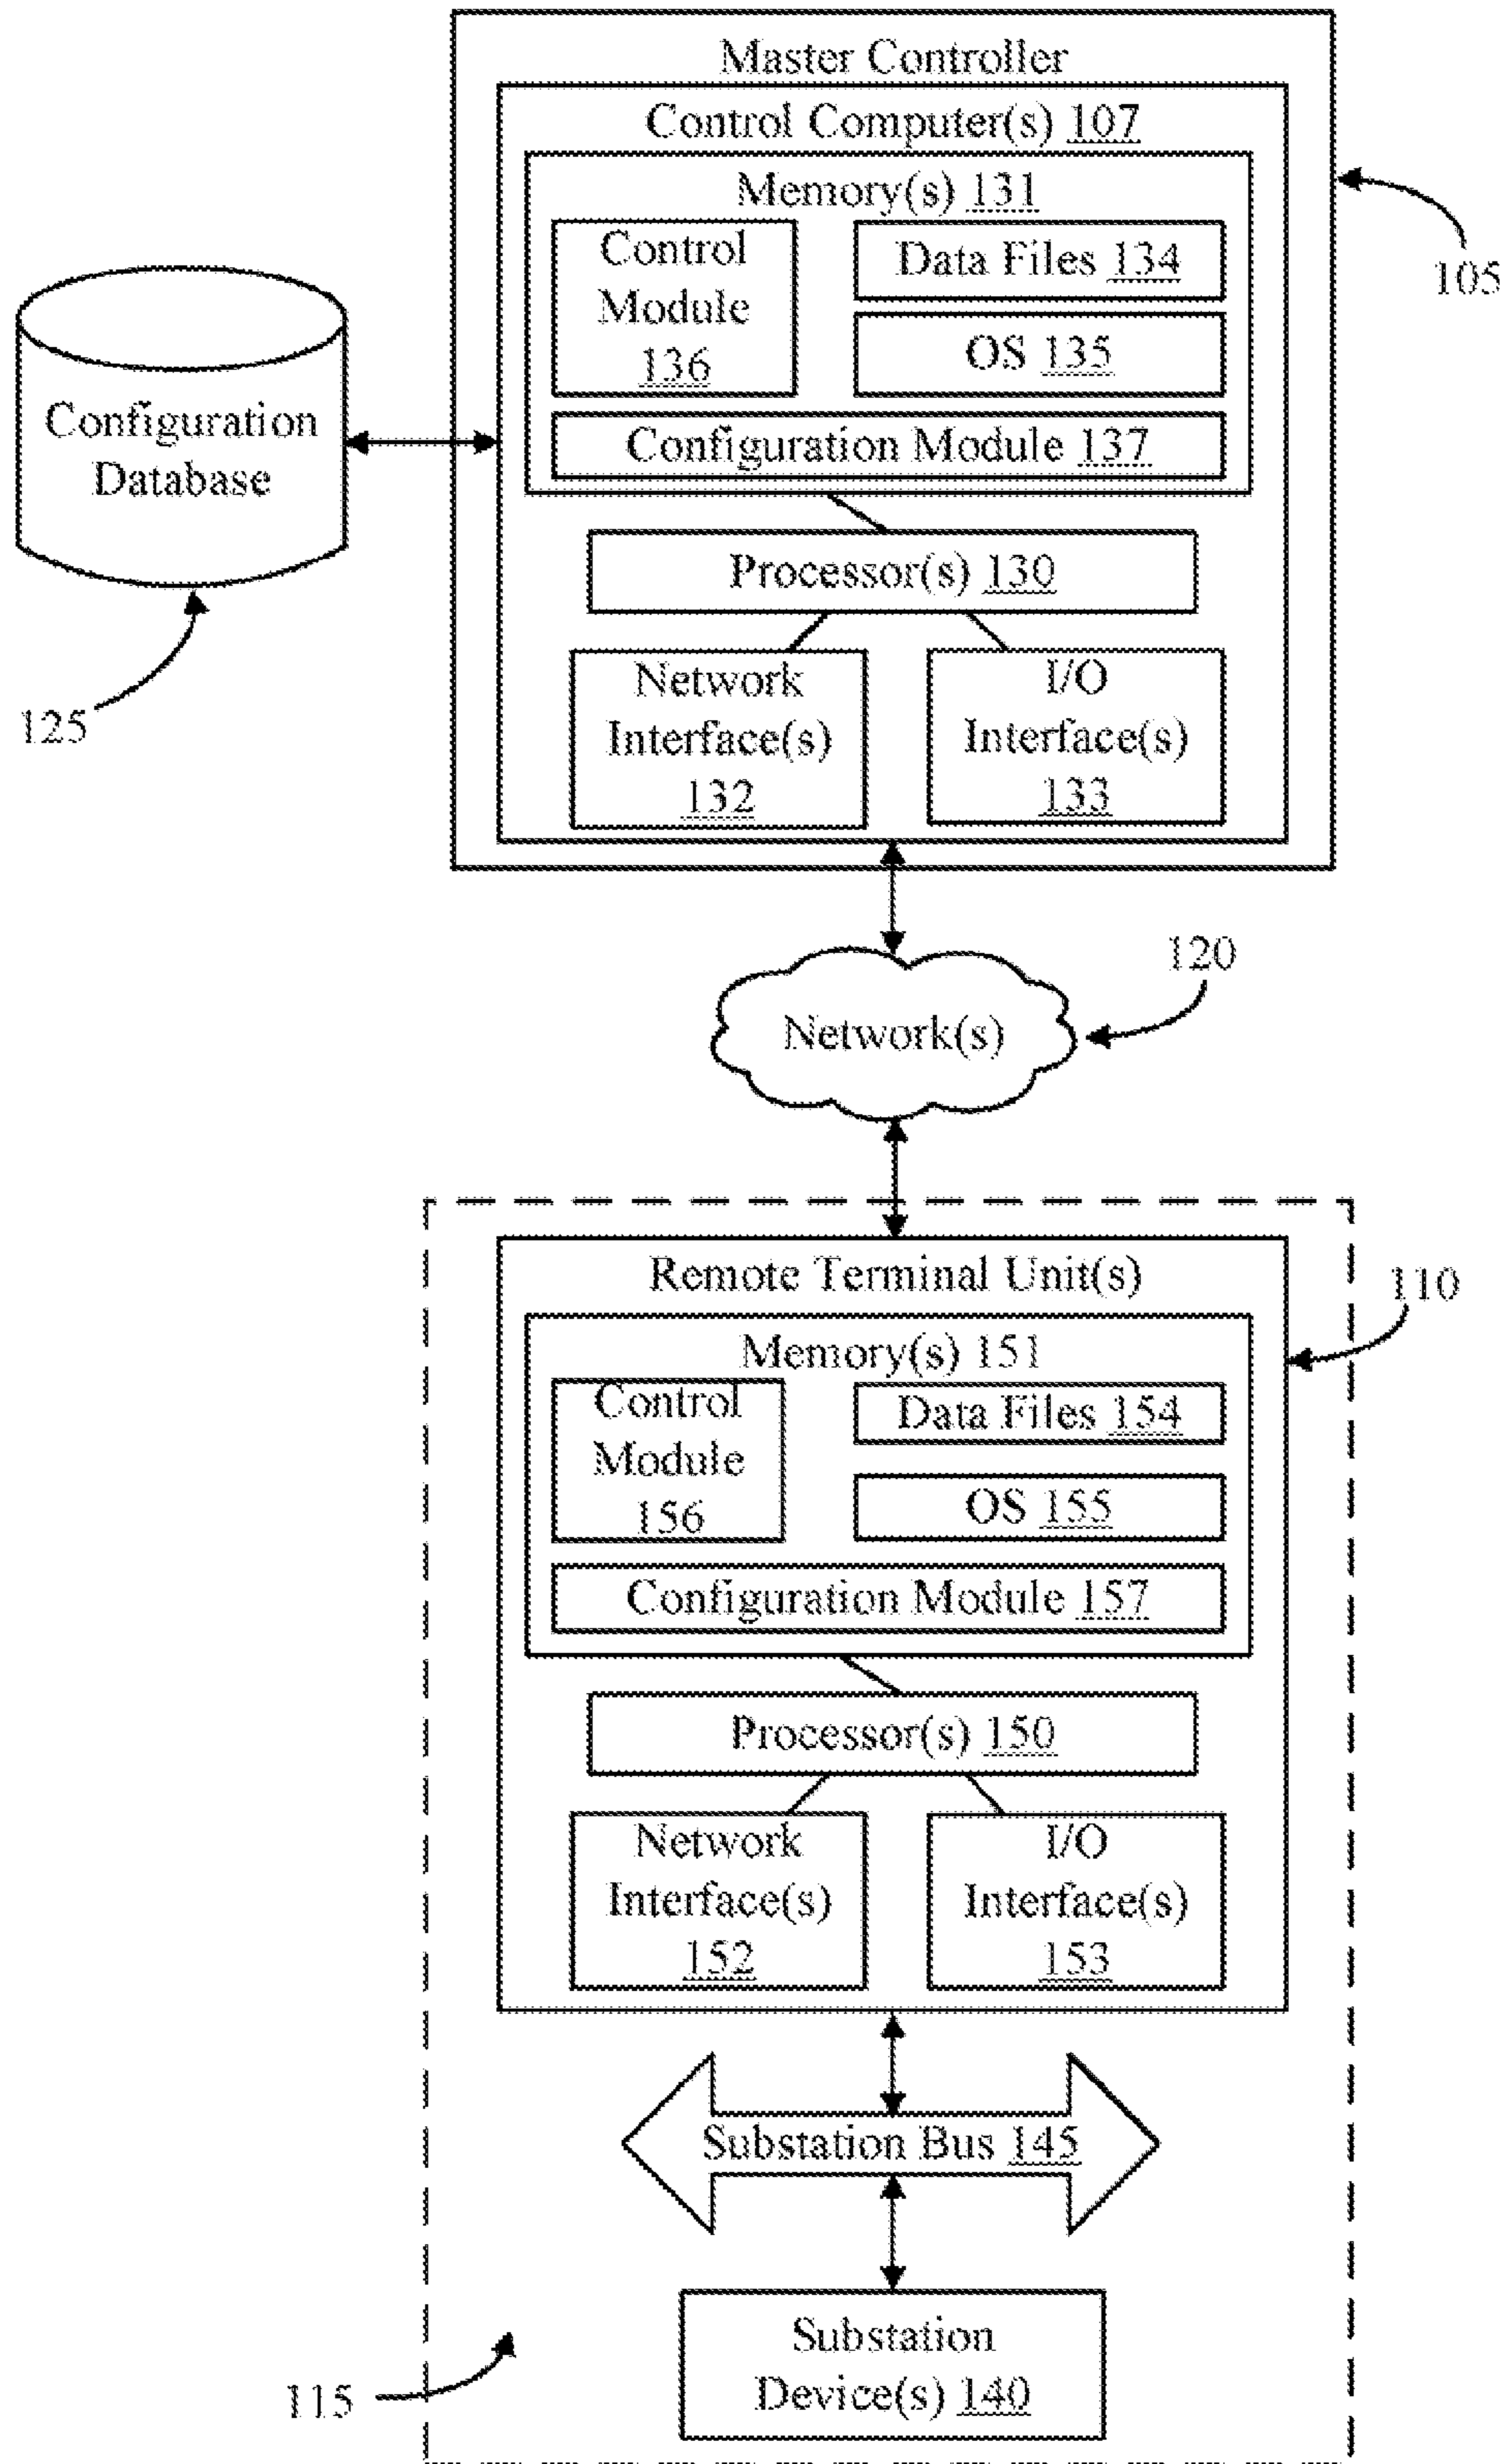 Master Controller
Control Computer(s) 107
Memory(s) 131
Control
Module
136
Data Files 134
OS 135
Configuration Module 137
Processor(s) 130
Network
Interface(s)
132
I/O
Interface(s)
133
105
Configuration
Database
125
120
Network(s)
Remote Terminal Unit(s)
110
Memory(s) 151
Control
Module
156
Data Files 154
OS 155
Configuration Module 157
Processor(s) 150
Network
Interface(s)
152
I/O
Interface(s)
153
Substation Bus 145
Substation
Device(s) 140
115